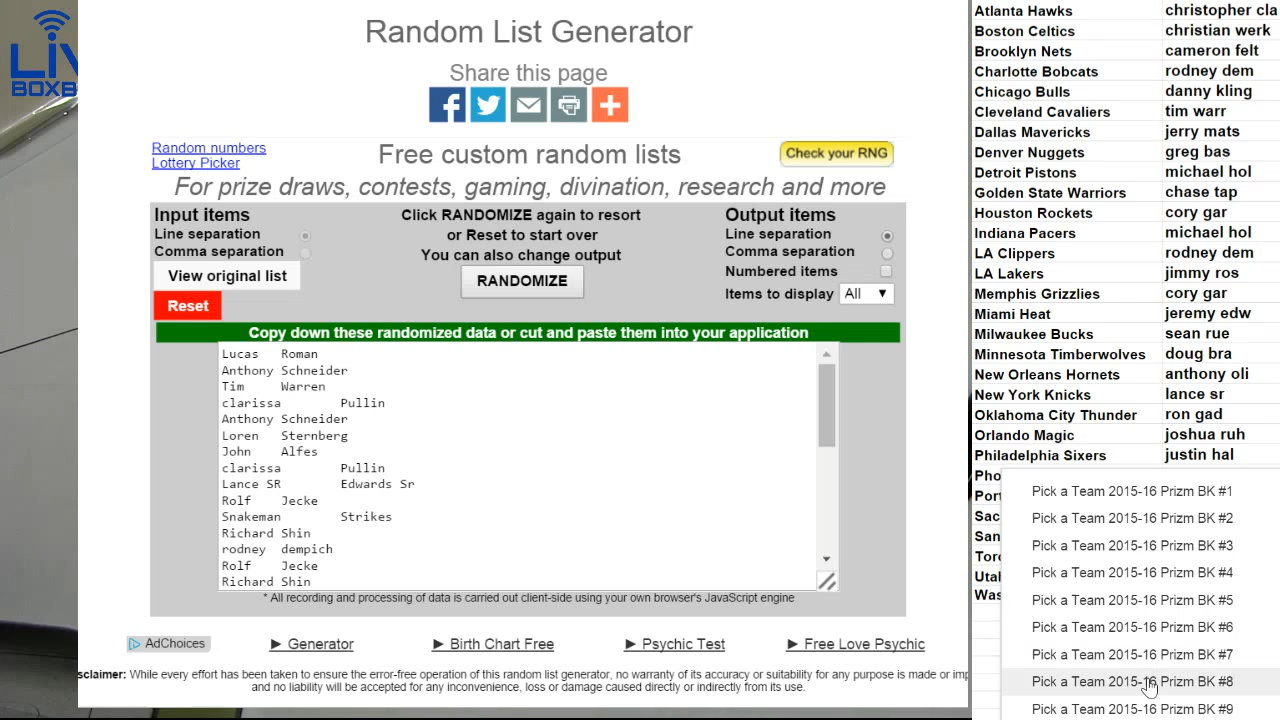 LIV
BOXB
Random List Generator
Share this page
Random numbers
Lottery Picker
Free custom random lists
Check your RNG
For prize draws, contests, gaming, divination, research and more
Input items
Line separation
Comma separation
View original list
Reset
Click RANDOMIZE again to resort
or Reset to start over
You can also change output
RANDOMIZE
Output items
Line separation
Comma separation
Numbered items
Items to display All
Copy down these randomized data or cut and paste them into your application
Lucas Roman
Anthony Schneider
Tim Warren
clarissa Pullin
Anthony Schneider
Loren Sternberg
John Alfes
clarissa Pullin
Lance SR Edwards Sr
Rolf Jecke
Snakeman Strikes
Richard Shin
rodney dempich
Rolf Jecke
Richard Shin
* All recording and processing of data is carried out client-side using your own browser's JavaScript engine
AdChoices
► Generator
► Birth Chart Free
► Psychic Test
► Free Love Psychic
sclaimer: While every effort has been taken to ensure the error-free operation of this random list generator, no warranty of its accuracy or suitability for any purpose is made or imp
and no liability will be accepted for any inconvenience, loss or damage caused directly or indirectly from its use.
Atlanta Hawks christopher cla
Boston Celtics christian werk
Brooklyn Nets cameron felt
Charlotte Bobcats rodney dem
Chicago Bulls danny kling
Cleveland Cavaliers tim warr
Dallas Mavericks jerry mats
Denver Nuggets greg bas
Detroit Pistons michael hol
Golden State Warriors chase tap
Houston Rockets cory gar
Indiana Pacers michael hol
LA Clippers rodney dem
LA Lakers jimmy ros
Memphis Grizzlies cory gar
Miami Heat jeremy edw
Milwaukee Bucks sean rue
Minnesota Timberwolves doug bra
New Orleans Hornets anthony oli
New York Knicks lance sr
Oklahoma City Thunder ron gad
Orlando Magic joshua ruh
Philadelphia Sixers justin hal
Pho
Port
Sac
San
Toro
Utah
Was
Pick a Team 2015-16 Prizm BK #1
Pick a Team 2015-16 Prizm BK #2
Pick a Team 2015-16 Prizm BK #3
Pick a Team 2015-16 Prizm BK #4
Pick a Team 2015-16 Prizm BK #5
Pick a Team 2015-16 Prizm BK #6
Pick a Team 2015-16 Prizm BK #7
Pick a Team 2015-16 Prizm BK #8
Pick a Team 2015-16 Prizm BK #9